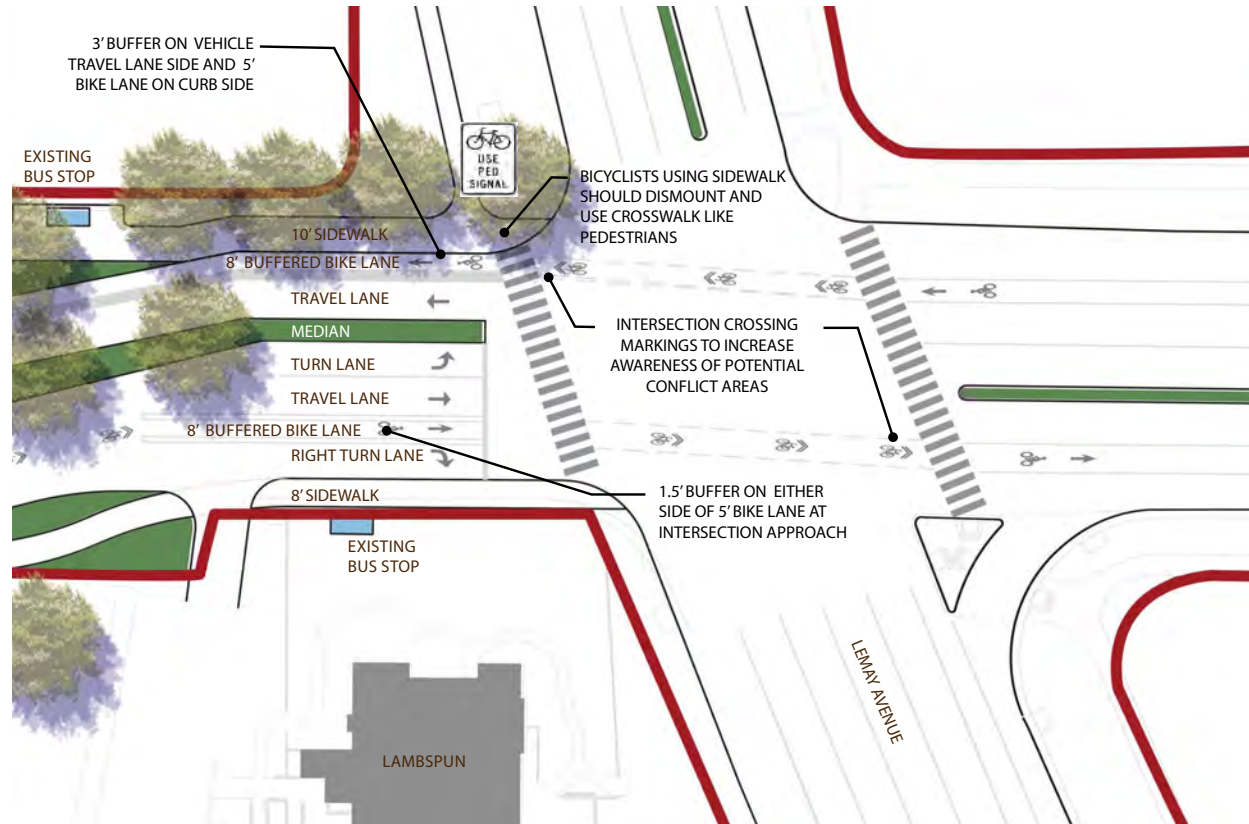 3' BUFFER ON VEHICLE
TRAVEL LANE SIDE AND 5'
BIKE LANE ON CURB SIDE
EXISTING
BUS STOP
USE
PED
SIGNAL
BICYCLISTS USING SIDEWALK
SHOULD DISMOUNT AND
USE CROSSWALK LIKE
PEDESTRIANS
10' SIDEWALK
8' BUFFERED BIKE LANE
TRAVEL LANE
MEDIAN
TURN LANE
TRAVEL LANE
8' BUFFERED BIKE LANE
RIGHT TURN LANE
8' SIDEWALK
INTERSECTION CROSSING
MARKINGS TO INCREASE
AWARENESS OF POTENTIAL
CONFLICT AREAS
1.5' BUFFER ON EITHER
SIDE OF 5' BIKE LANE AT
INTERSECTION APPROACH
EXISTING
BUS STOP
LEMAY AVENUE
LAMBSPUN